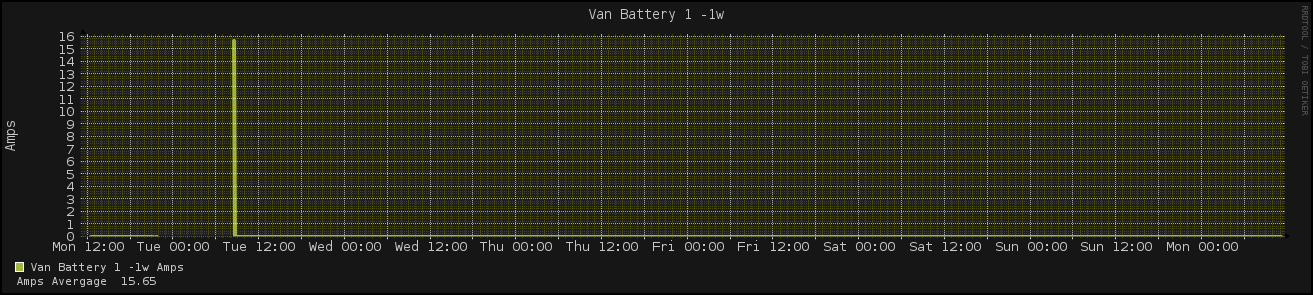 Van Battery 1 -1w
RRDTOOL / TOBI OETIKER
Amps
16
15
14
13
12
11
10
9
8
7
6
5
4
3
2
1
0
Mon 12:00 Tue 00:00 Tue 12:00 Wed 00:00 Wed 12:00 Thu 00:00 Thu 12:00 Fri 00:00 Fri 12:00 Sat 00:00 Sat 12:00 Sun 00:00 Sun 12:00 Mon 00:00
Van Battery 1 -1w Amps
Amps Avergage 15.65